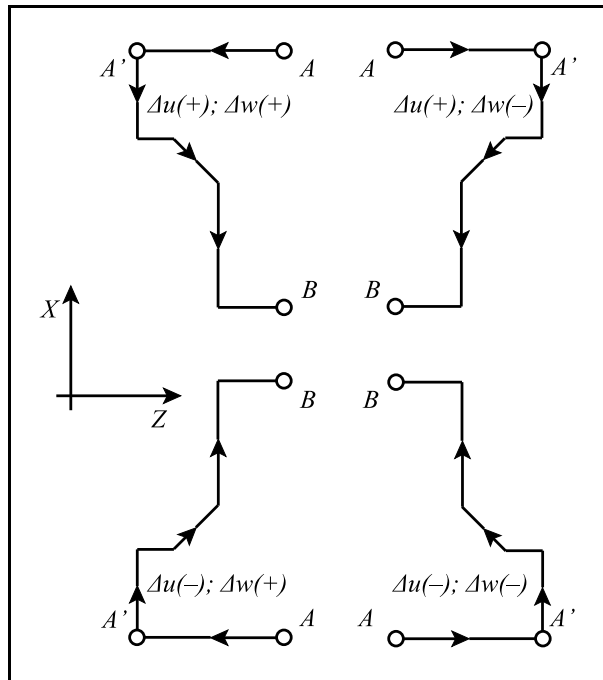 A’ A A A’
Δu(+); Δw(+) Δu(+); Δw(–)
B B
X
Z
B B
Δu(–); Δw(+) Δu(–); Δw(–)
A’ A A A’